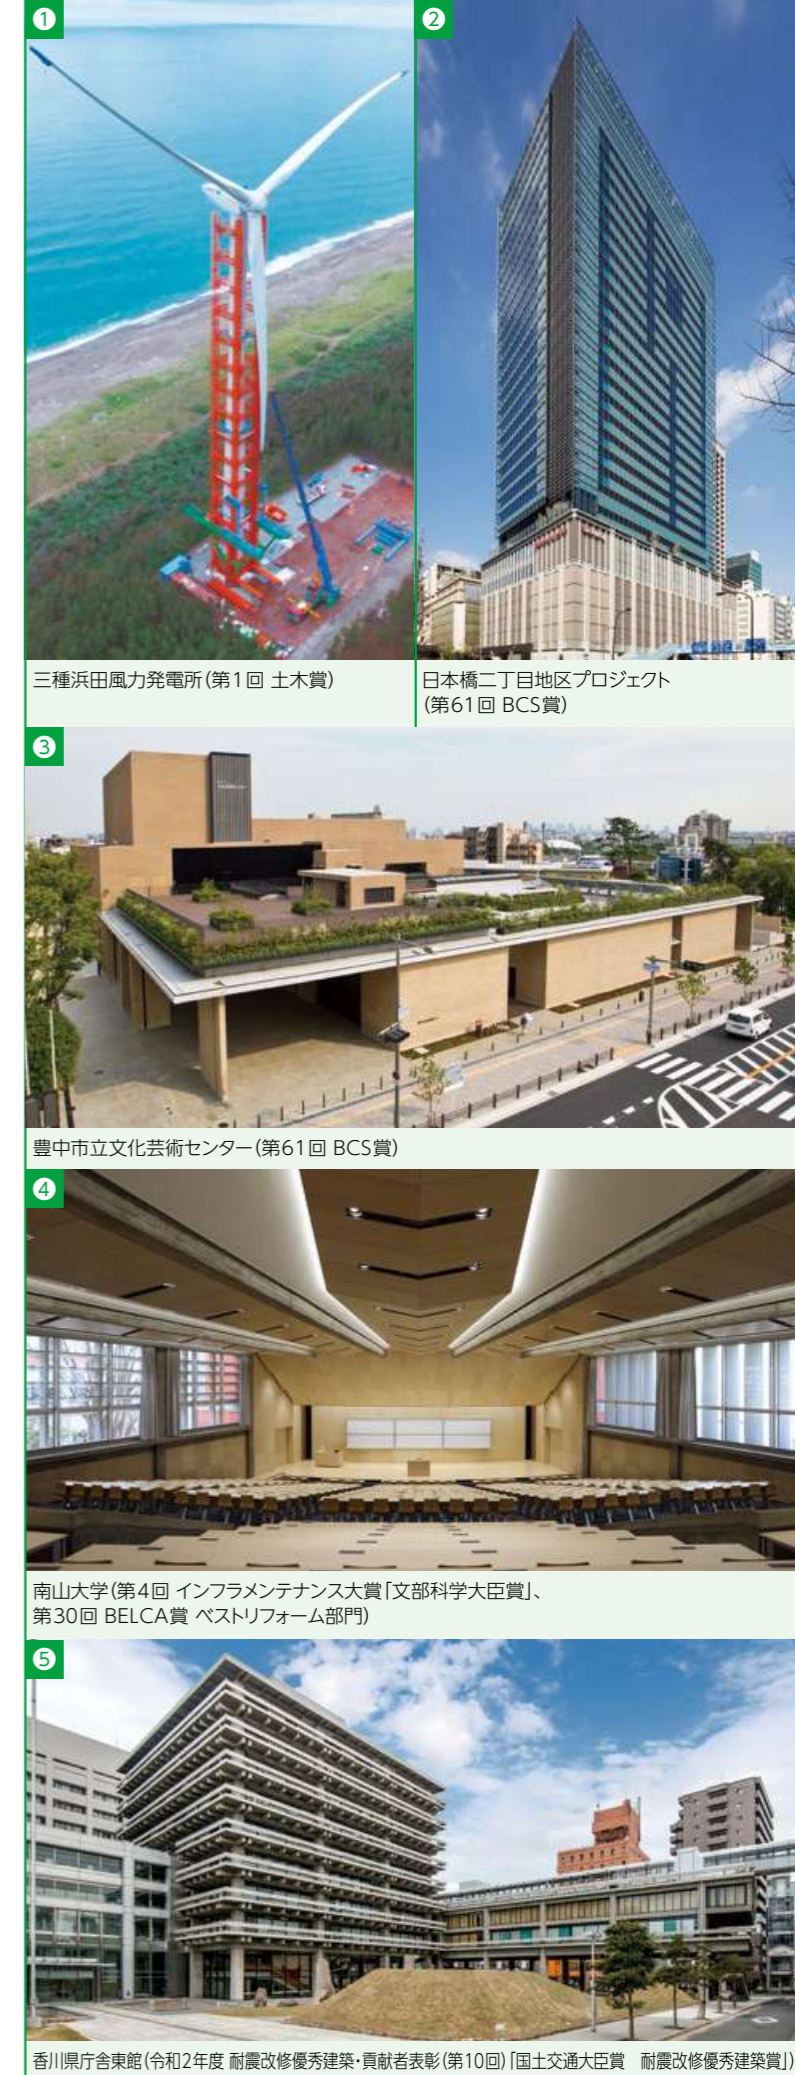 ❶
三種浜田風力発電所(第1回 土木賞)
❷
日本橋二丁目地区プロジェクト
(第61回 BCS賞)
❸
豊中市立文化芸術センター(第61回 BCS賞)
❹
南山大学(第4回 インフラメンテナンス大賞「文部科学大臣賞」、
第30回 BELCA賞 ベストリフォーム部門)
❺
香川県庁舎東館(令和2年度 耐震改修優秀建築・貢献者表彰(第10回)「国土交通大臣賞　耐震改修優秀建築賞」)